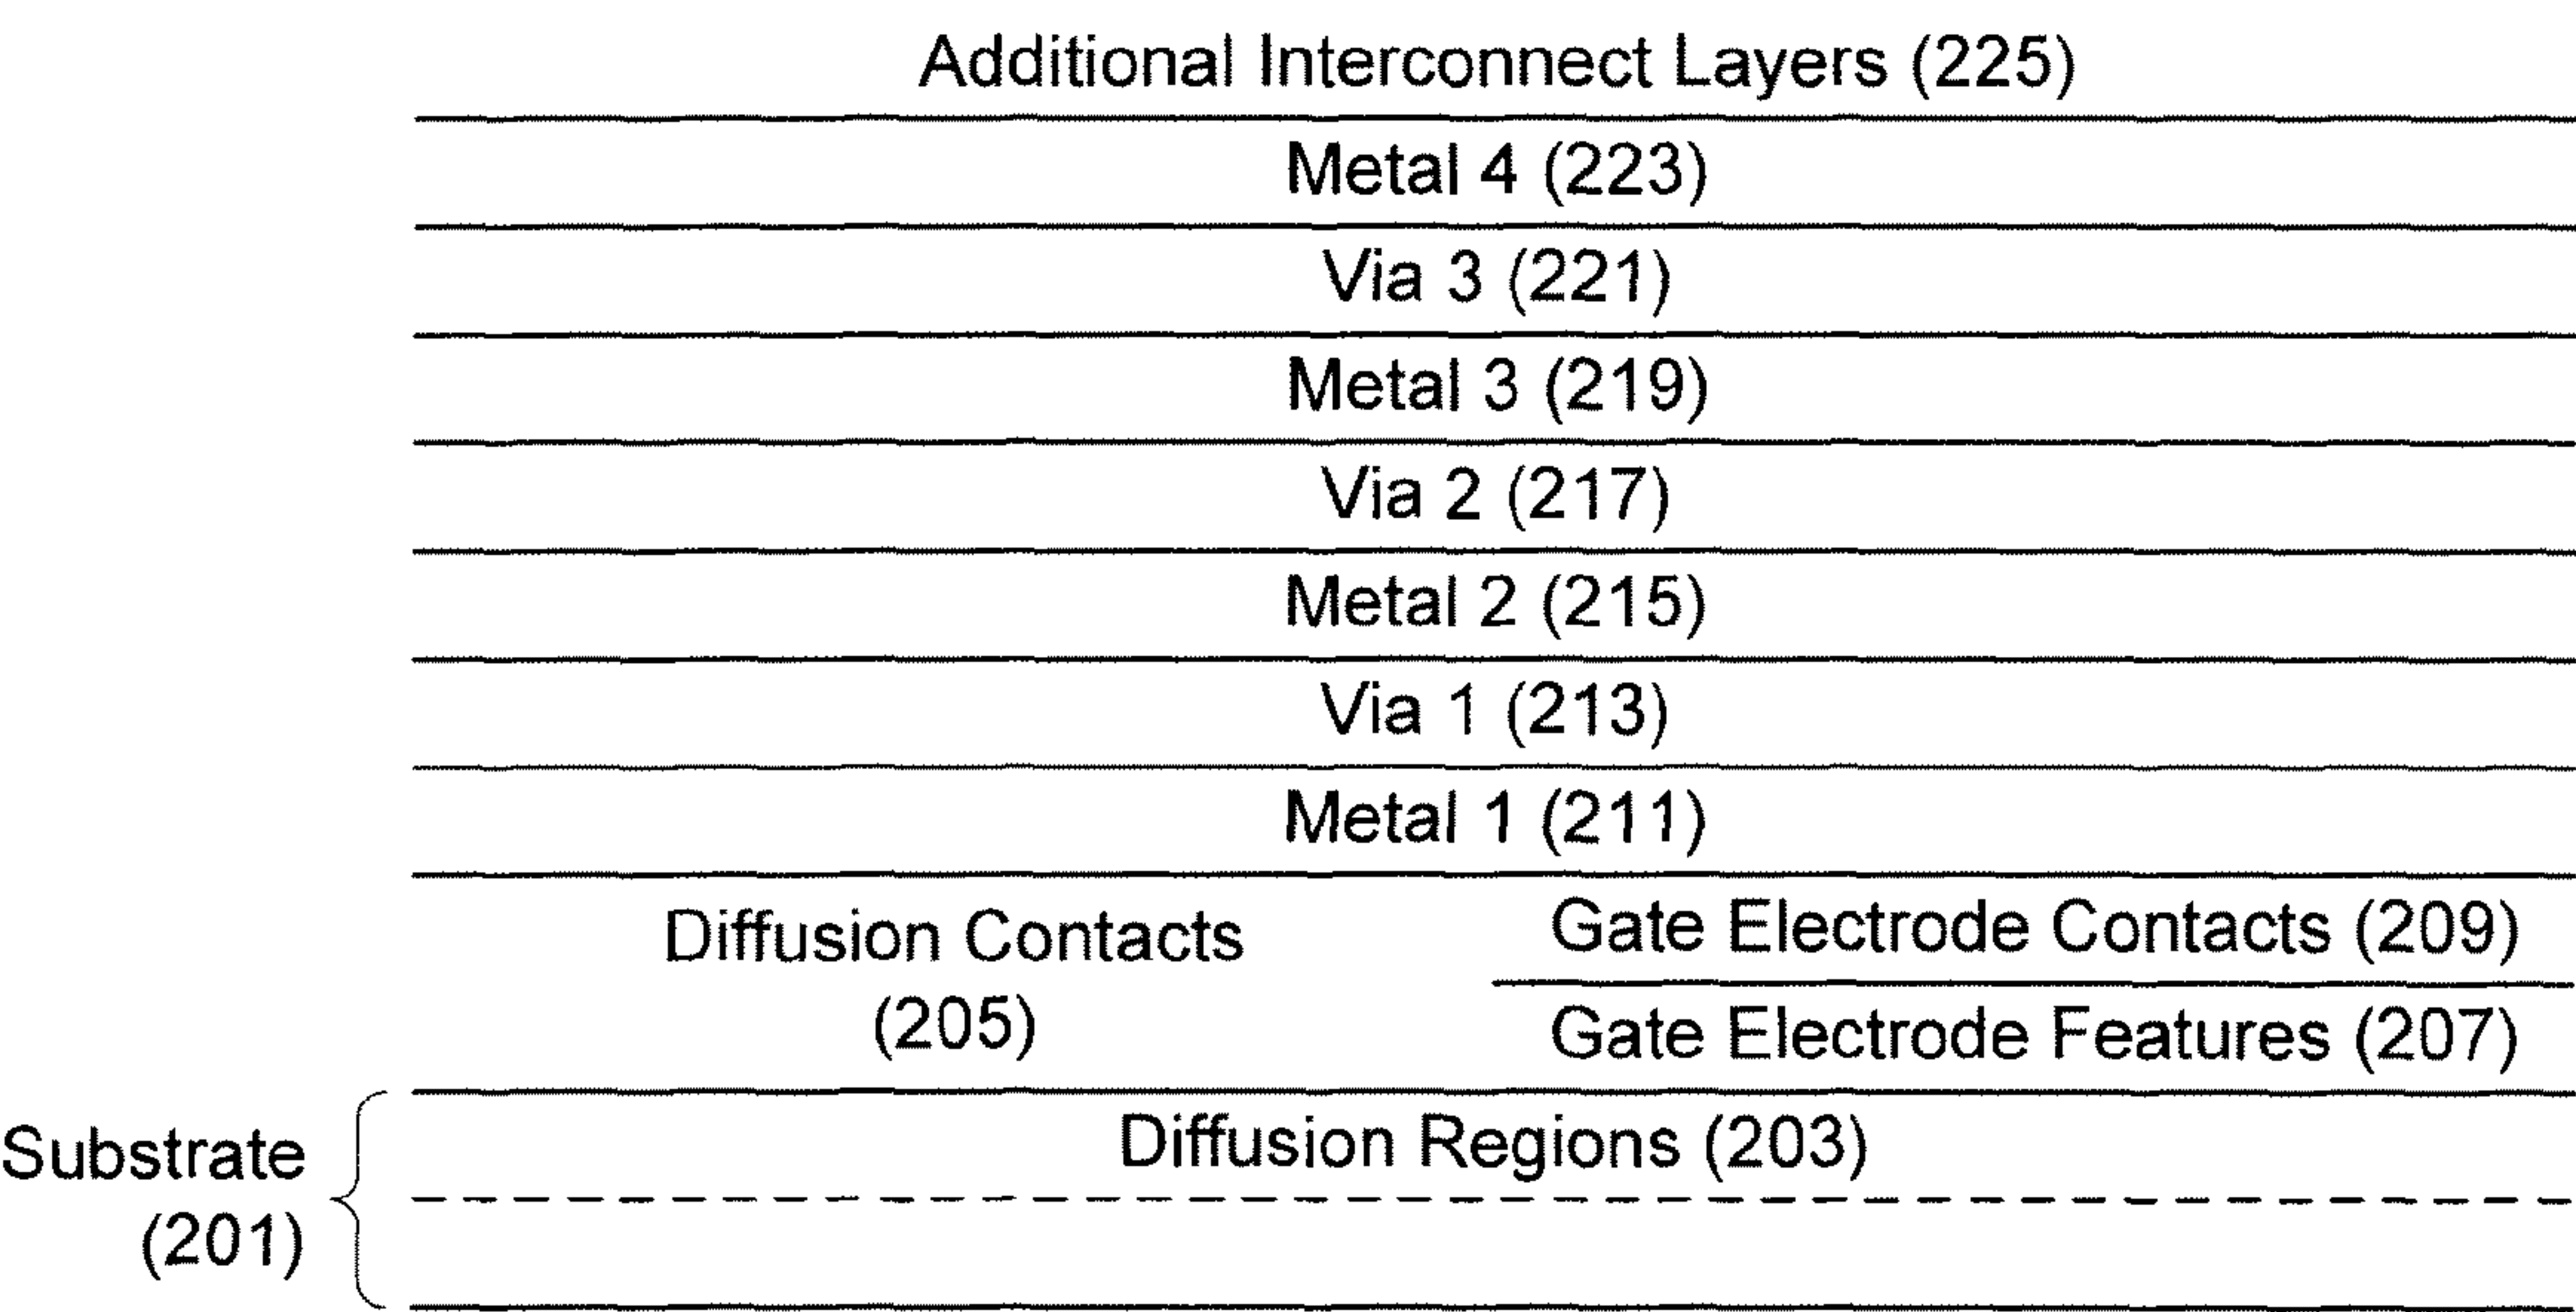 Additional Interconnect Layers (225)
Metal 4 (223)
Via 3 (221)
Metal 3 (219)
Via 2 (217)
Metal 2 (215)
Via 1 (213)
Metal 1 (211)
Diffusion Contacts
(205)
Gate Electrode Contacts (209)
Gate Electrode Features (207)
Substrate
(201)
Diffusion Regions (203)